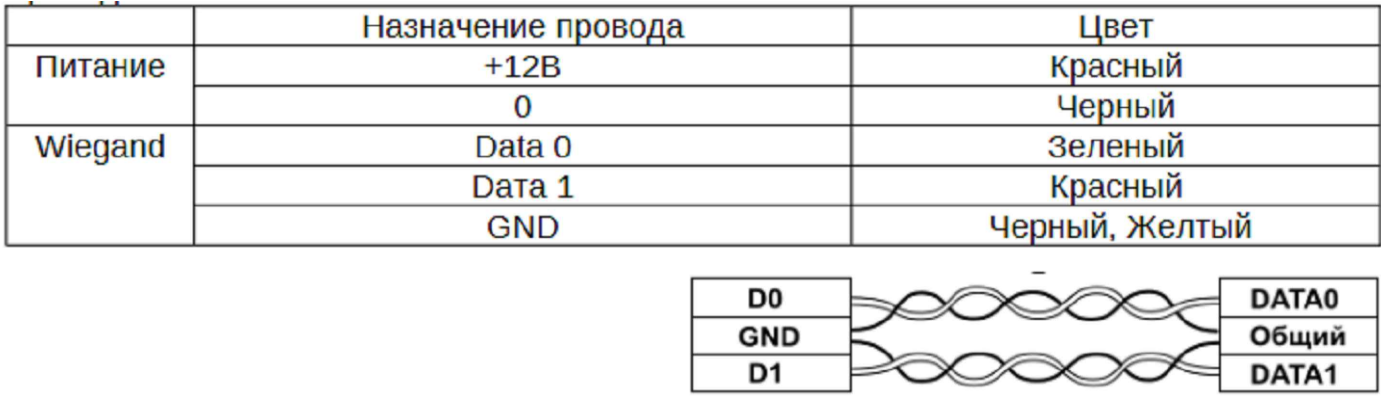 Назначение провода Цвет
Питание +12В Красный
0 Черный
Wiegand Data 0 Зеленый
Data 1 Красный
GND Черный, Желтый
D0 DATA0
GND Общий
D1 DATA1